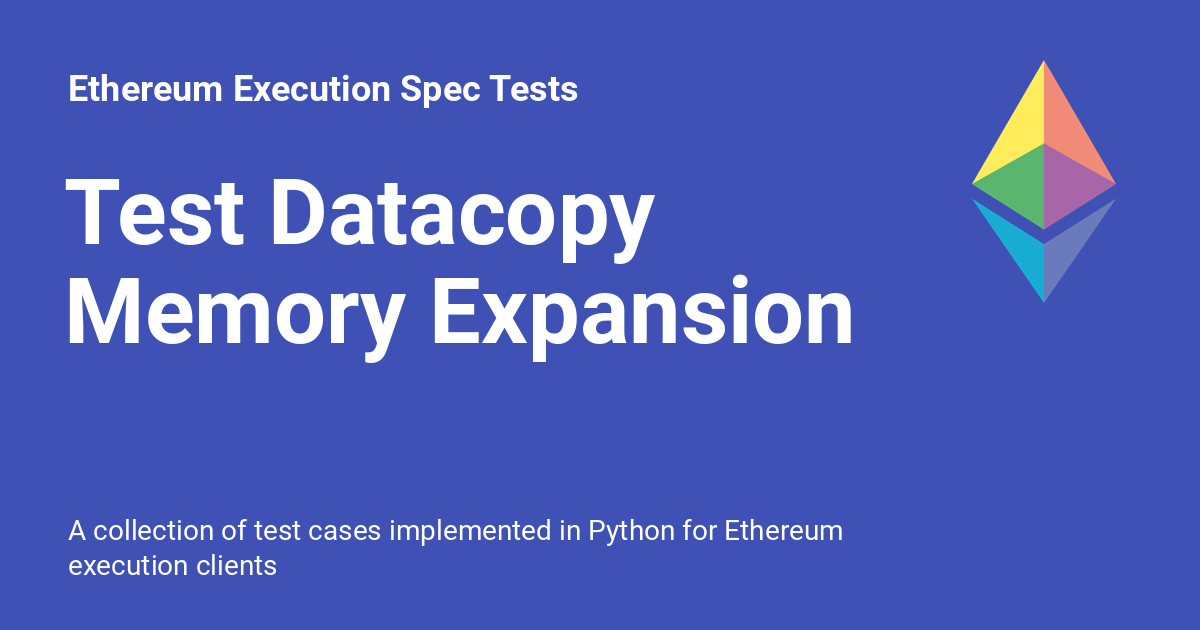 Ethereum Execution Spec Tests
Test Datacopy
Memory Expansion
A collection of test cases implemented in Python for Ethereum
execution clients